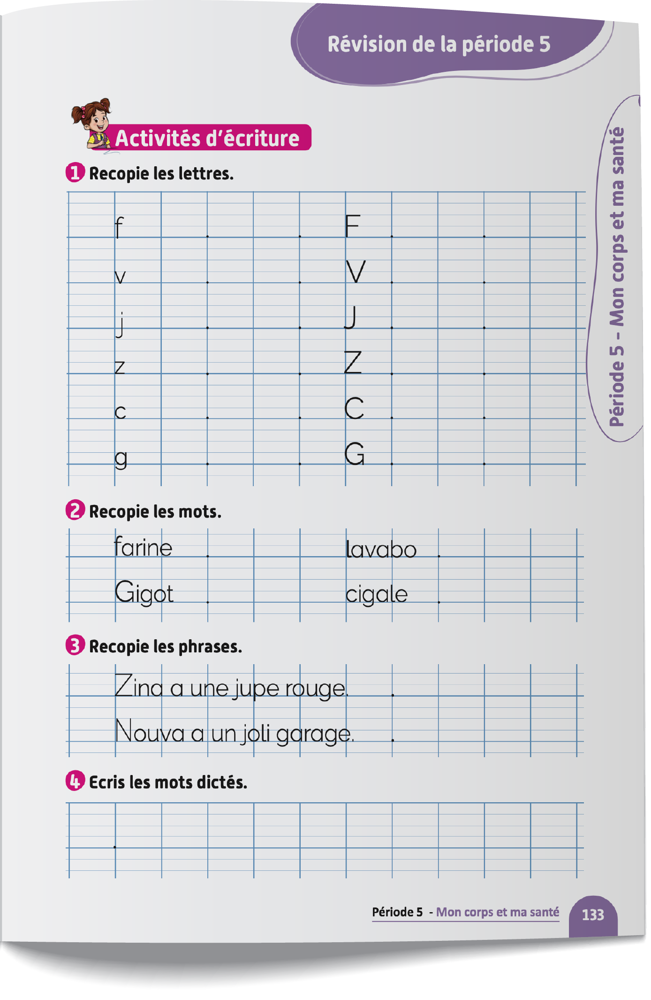 Révision de la période 5
Activités d'écriture
1 Recopie les lettres.
f . . F . .
v . . V . .
j . . J . .
z . . Z . .
c . . C . .
g . . G . .
2 Recopie les mots.
farine . lavabo .
Gigot . cigale .
3 Recopie les phrases.
Zina a une jupe rouge. .
Nouva a un joli garage. .
4 Ecris les mots dictés.
.
Période 5 - Mon corps et ma santé
133
Période 5 - Mon corps et ma santé